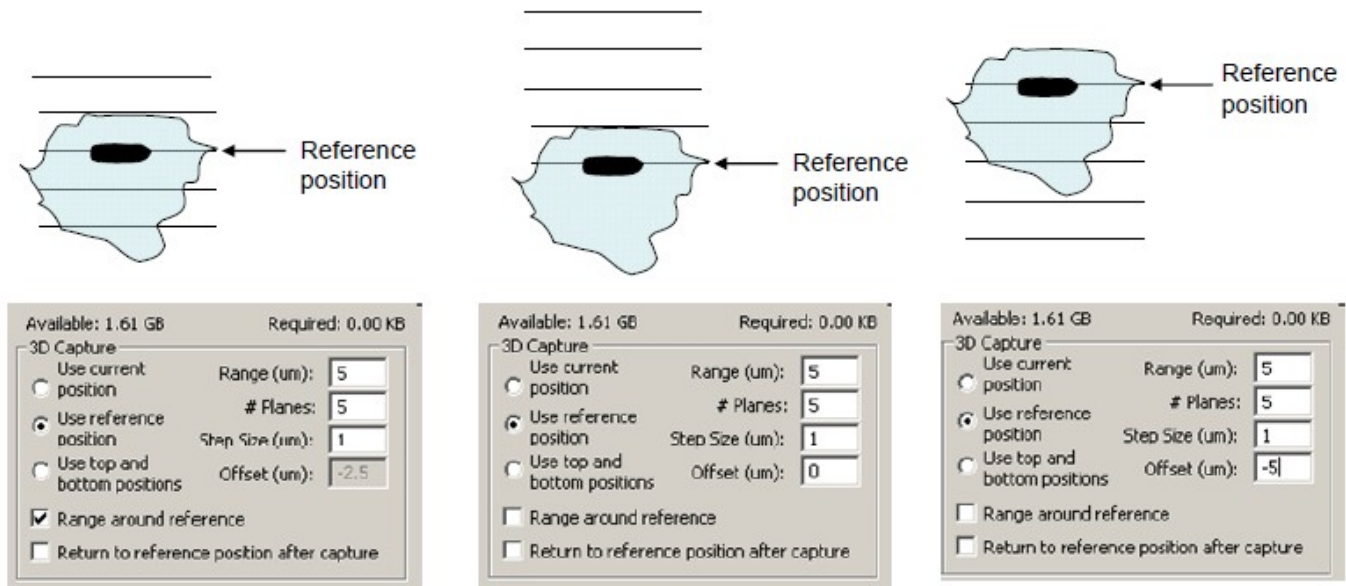 Reference
position
Reference
position
Reference
position
Available: 1.61 GB Required: 0.00 KB
3D Capture
Use current
position
Range (um): 5
# Planes: 5
Use reference
position
Step Size (um): 1
Use top and
bottom positions
Offset (um): -2.5
Range around reference
Return to reference position after capture
Available: 1.61 GB Required: 0.00 KB
3D Capture
Use current
position
Range (um): 5
# Planes: 5
Use reference
position
Step Size (um): 1
Use top and
bottom positions
Offset (um): 0
Range around reference
Return to reference position after capture
Available: 1.61 GB Required: 0.00 KB
3D Capture
Use current
position
Range (um): 5
# Planes: 5
Use reference
position
Step Size (um): 1
Use top and
bottom positions
Offset (um): -5
Range around reference
Return to reference position after capture